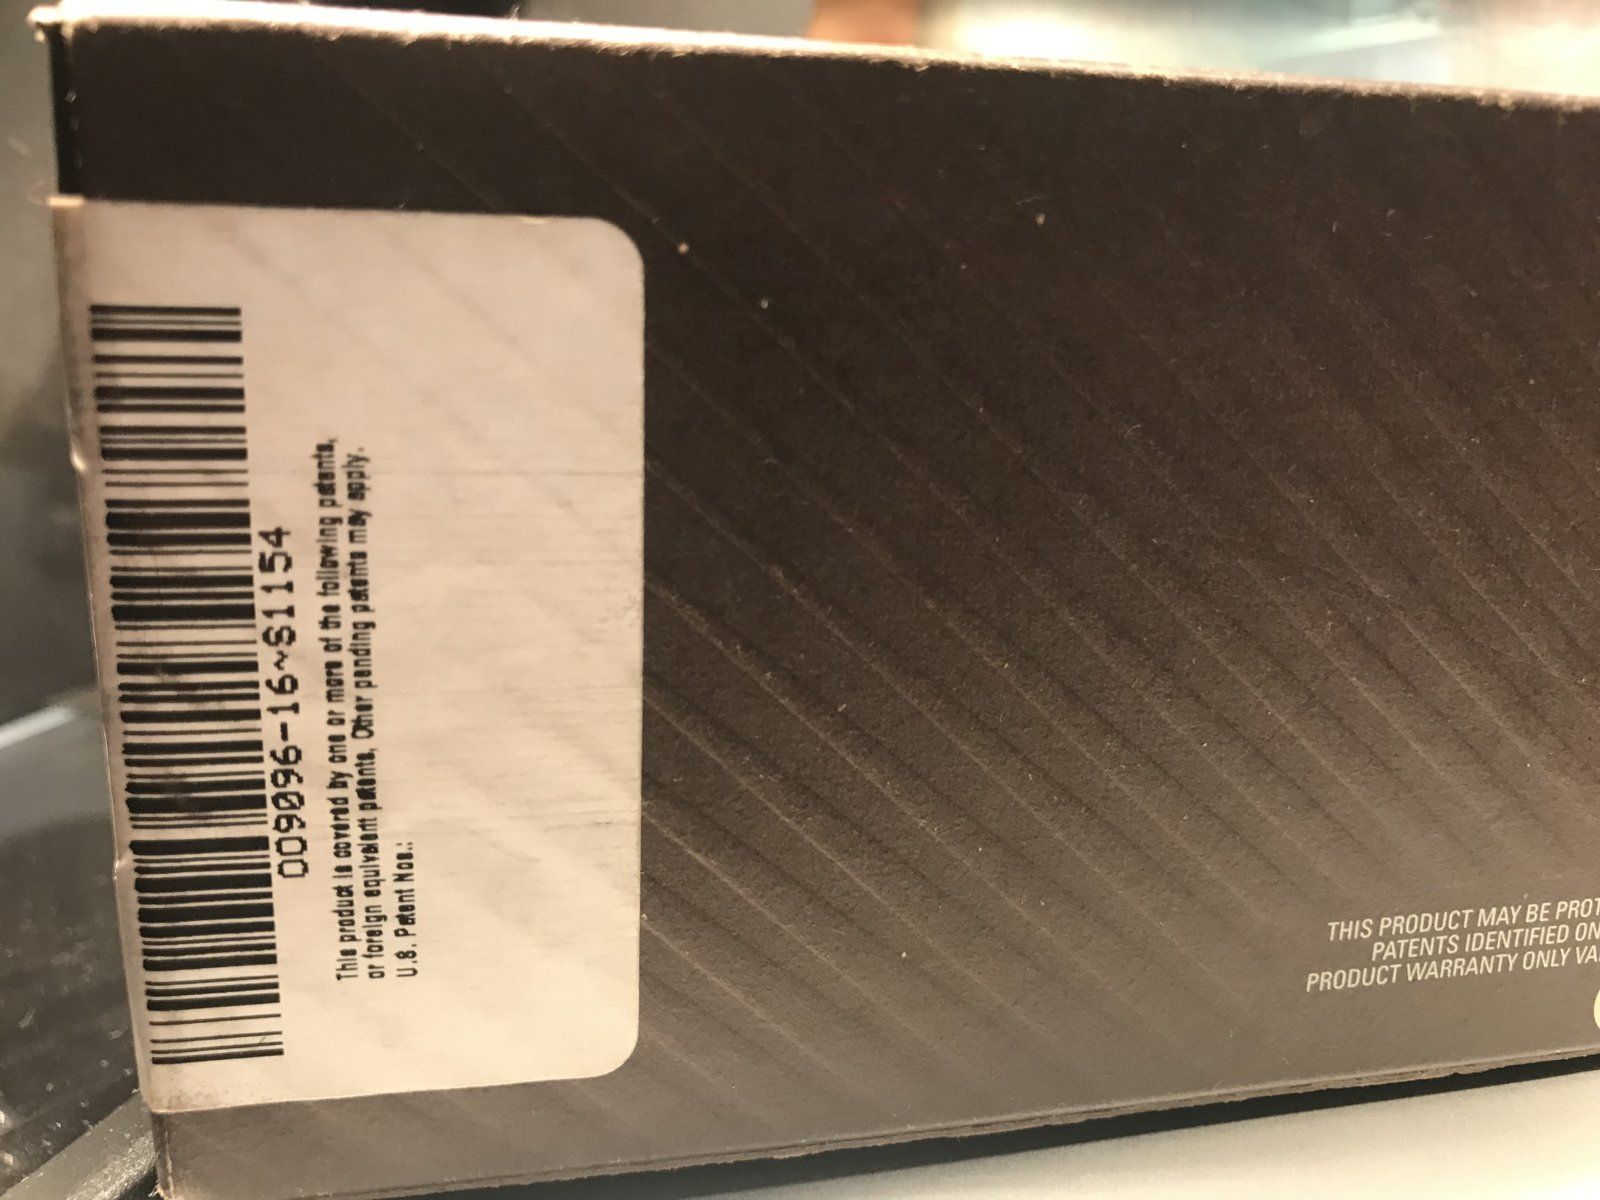 009096-16~S1154
This product is covered by one or more of the following patents,
or foreign equivalent patents. Other pending patents may apply.
U.S. Patent Nos.:
THIS PRODUCT MAY BE PROT
PATENTS IDENTIFIED ON
PRODUCT WARRANTY ONLY VA